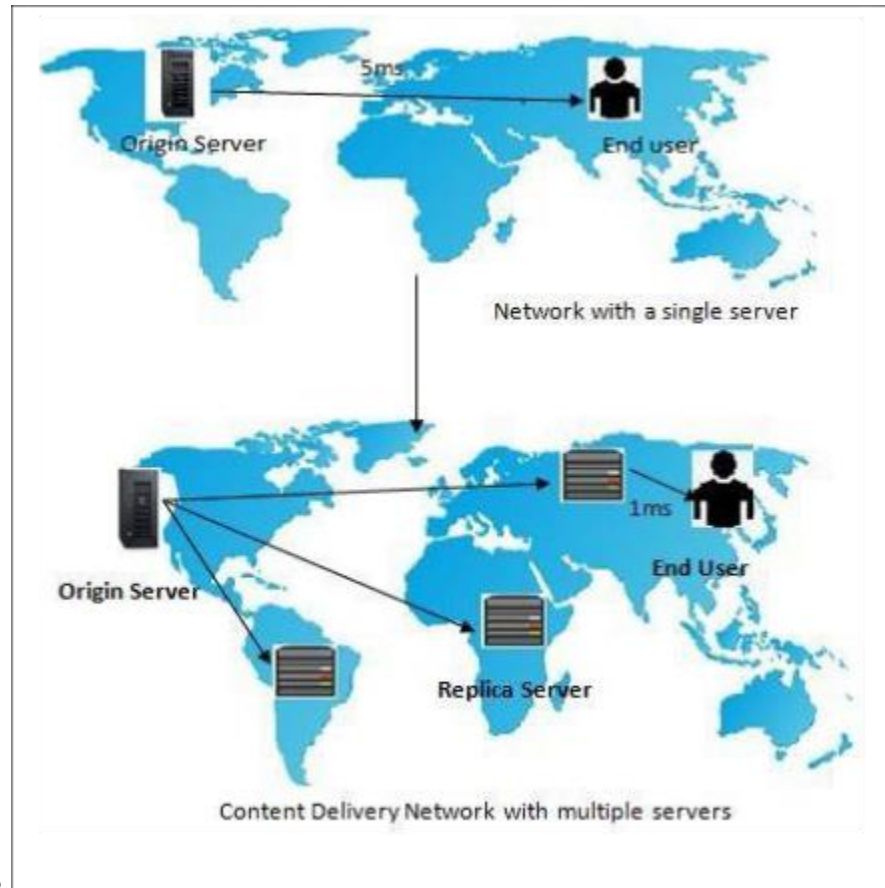 5ms
Origin Server
End user
Network with a single server
1ms
Origin Server
End User
Replica Server
Content Delivery Network with multiple servers